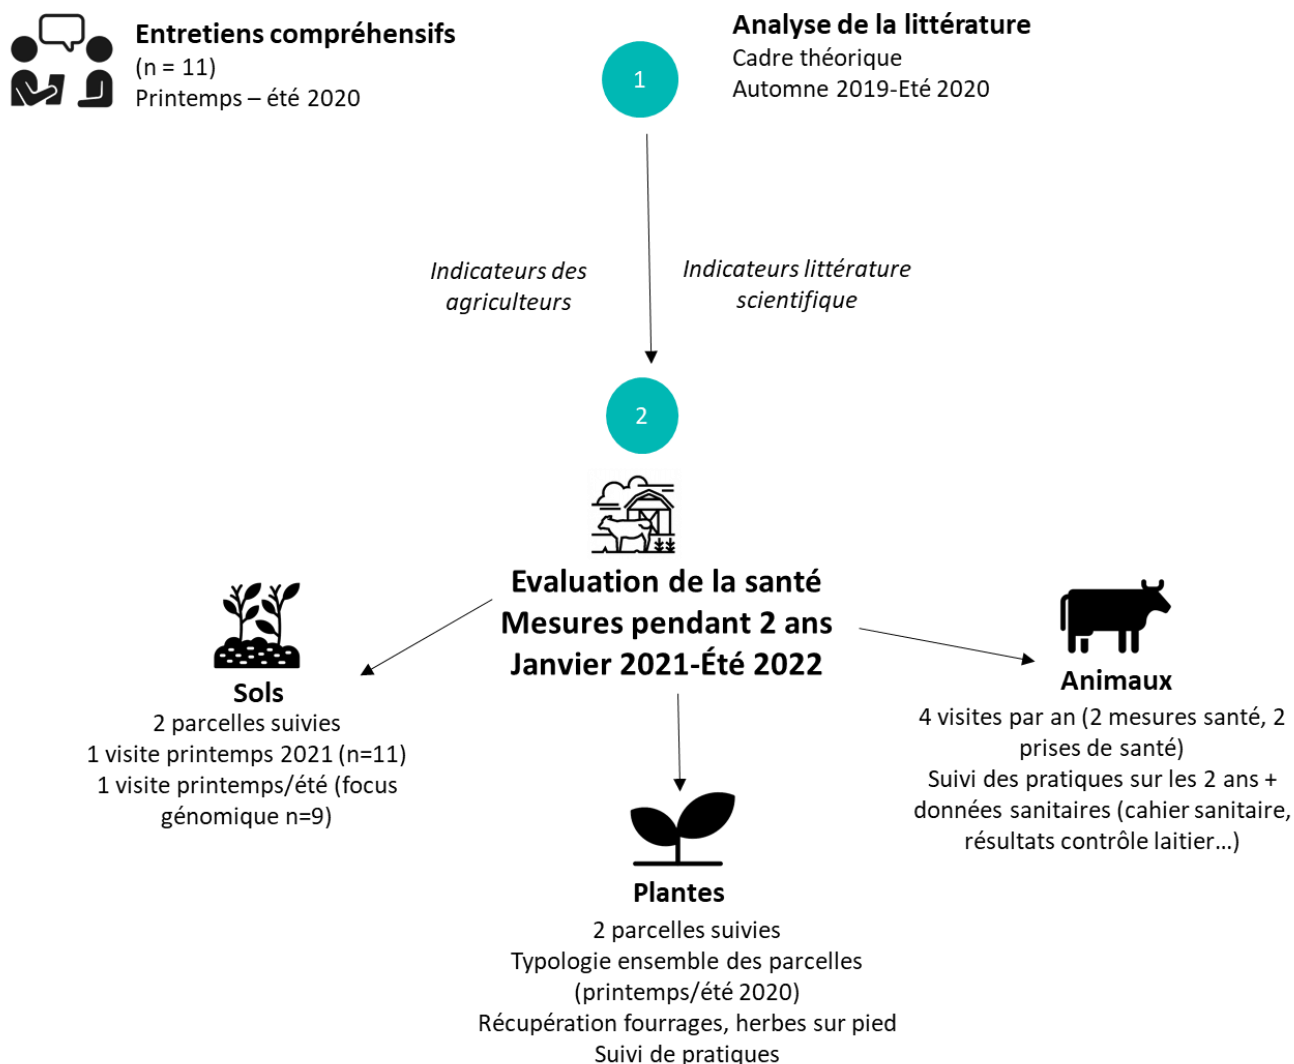 Entretiens compréhensifs
(n = 11)
Printemps – été 2020
1
Analyse de la littérature
Cadre théorique
Automne 2019-Eté 2020
Indicateurs des
agriculteurs
Indicateurs littérature
scientifique
2
Evaluation de la santé
Mesures pendant 2 ans
Janvier 2021-Été 2022
Sols
2 parcelles suivies
1 visite printemps 2021 (n=11)
1 visite printemps/été (focus
génomique n=9)
Plantes
2 parcelles suivies
Typologie ensemble des parcelles
(printemps/été 2020)
Récupération fourrages, herbes sur pied
Suivi de pratiques
Animaux
4 visites par an (2 mesures santé, 2
prises de santé)
Suivi des pratiques sur les 2 ans +
données sanitaires (cahier sanitaire,
résultats contrôle laitier…)